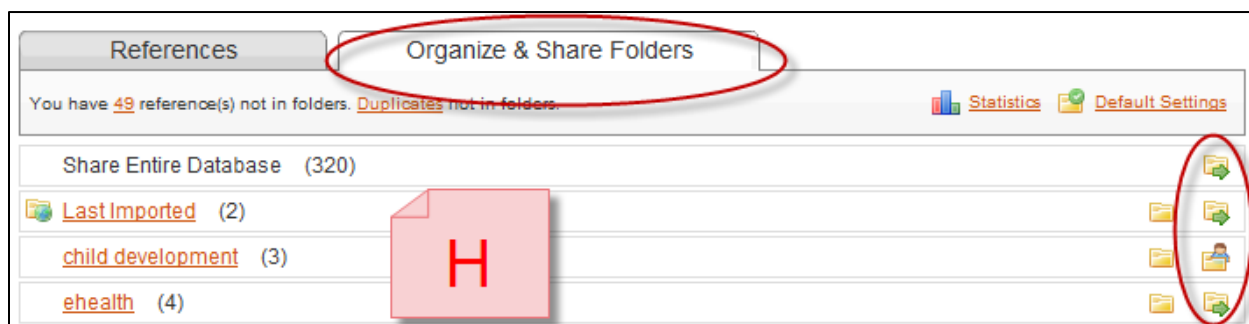 References
Organize & Share Folders
You have 49 reference(s) not in folders. Duplicates not in folders.
Statistics
Default Settings
Share Entire Database (320)
Last Imported (2)
child development (3)
ehealth (4)
H